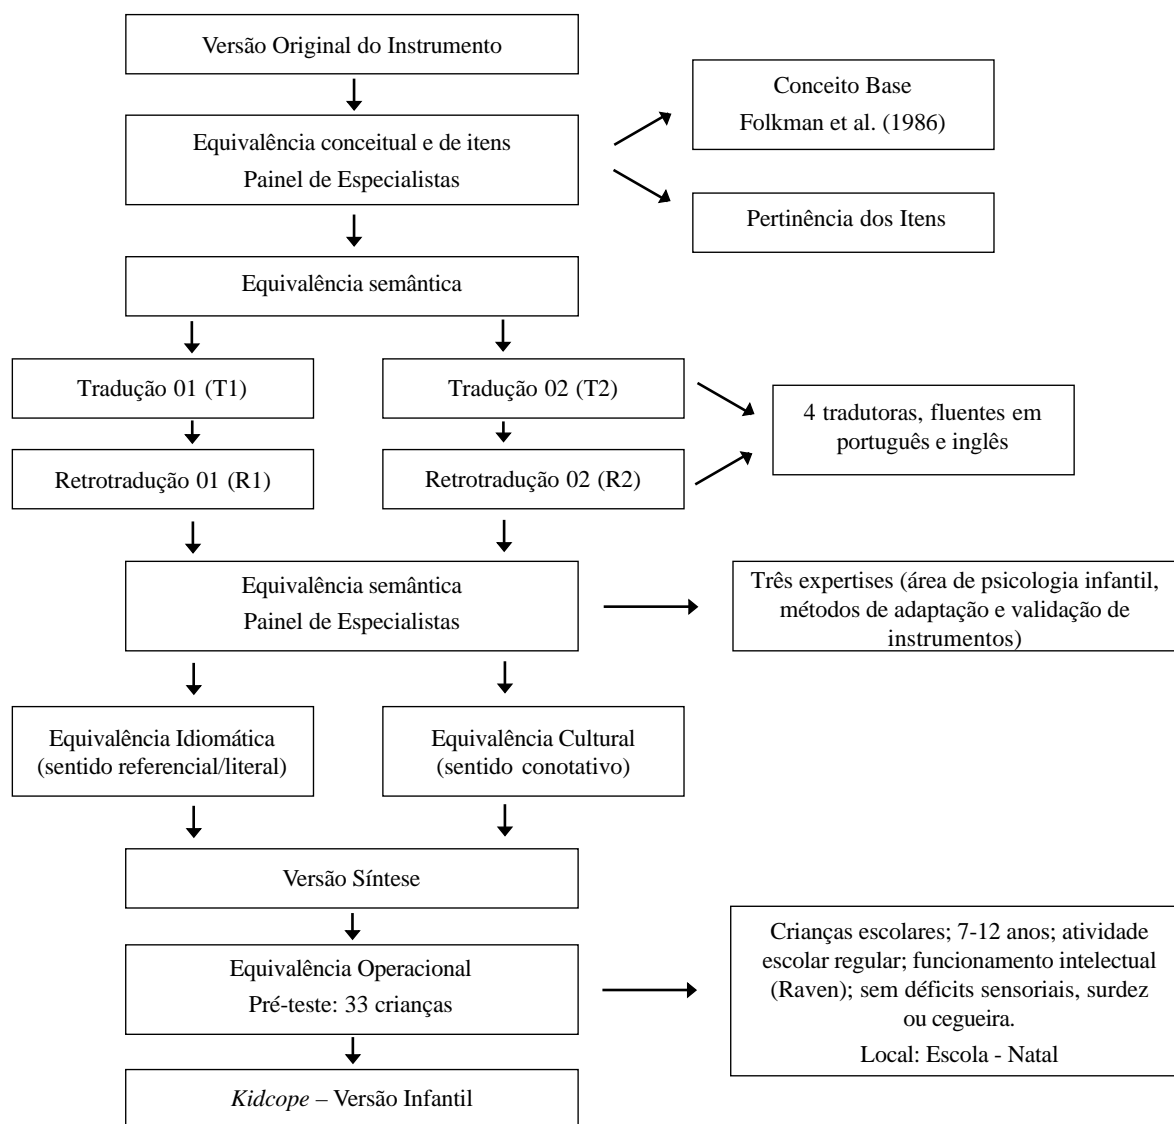 Versão Original do Instrumento
Conceito Base
Folkman et al. (1986)
Equivalência conceitual e de itens
Painel de Especialistas
Pertinência dos Itens
Equivalência semântica
Tradução 01 (T1)
Tradução 02 (T2)
4 tradutoras, fluentes em
português e inglês
Retrotradução 01 (R1)
Retrotradução 02 (R2)
Equivalência semântica
Painel de Especialistas
Três expertises (área de psicologia infantil,
métodos de adaptação e validação de
instrumentos)
Equivalência Idiomática
(sentido referencial/literal)
Equivalência Cultural
(sentido conotativo)
Versão Síntese
Equivalência Operacional
Pré-teste: 33 crianças
Crianças escolares; 7-12 anos; atividade
escolar regular; funcionamento intelectual
(Raven); sem déficits sensoriais, surdez
ou cegueira.
Local: Escola - Natal
Kidcope – Versão Infantil